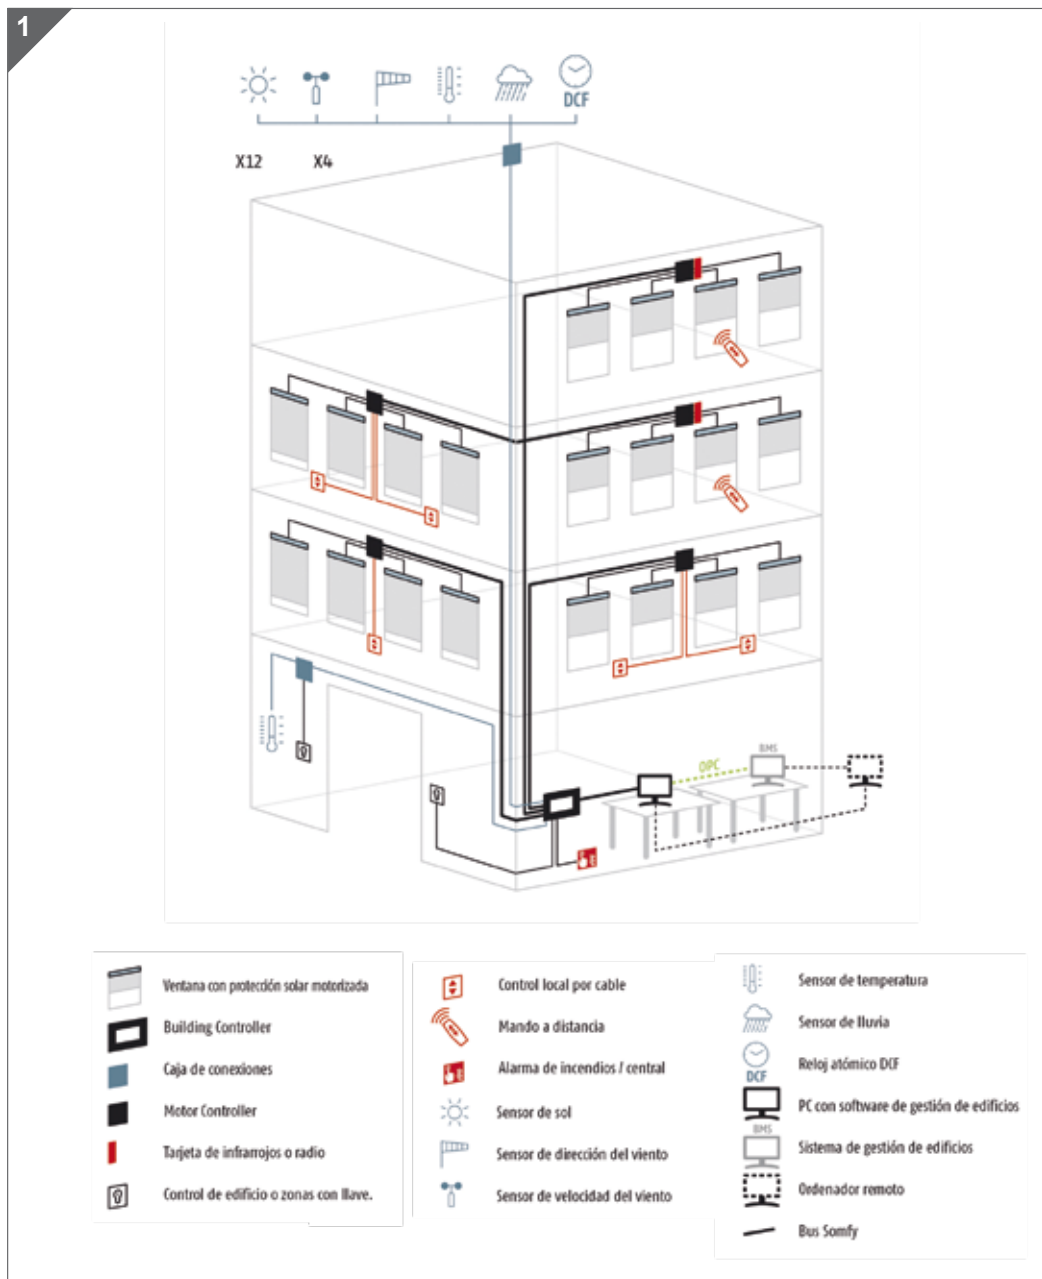 1
DCF
X12
X4
OPC
BMS
Ventana con protección solar motorizada
Building Controller
Caja de conexiones
Motor Controller
Tarjeta de infrarrojos o radio
Control de edificio o zonas con llave.
Control local por cable
Mando a distancia
Alarma de incendios / central
Sensor de sol
Sensor de dirección del viento
Sensor de velocidad del viento
Sensor de temperatura
Sensor de lluvia
DCF
Reloj atómico DCF
PC con software de gestión de edificios
BMS
Sistema de gestión de edificios
Ordenador remoto
Bus Somfy